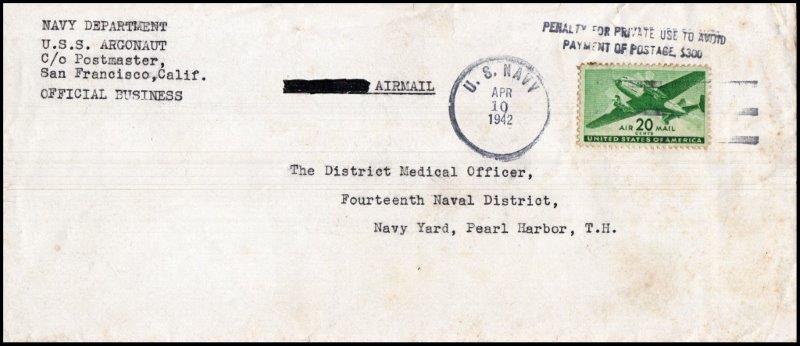 NAVY DEPARTMENT
U.S.S. ARGONAUT
C/o Postmaster,
San Francisco,Calif.
OFFICIAL BUSINESS
AIRMAIL
PENALTY FOR PRIVATE USE TO AVOID
PAYMENT OF POSTAGE, $300
U. S. NAVY
APR
10
1942
AIR 20 MAIL
CENTS
UNITED STATES OF AMERICA
The District Medical Officer,
Fourteenth Naval District,
Navy Yard, Pearl Harbor, T.H.